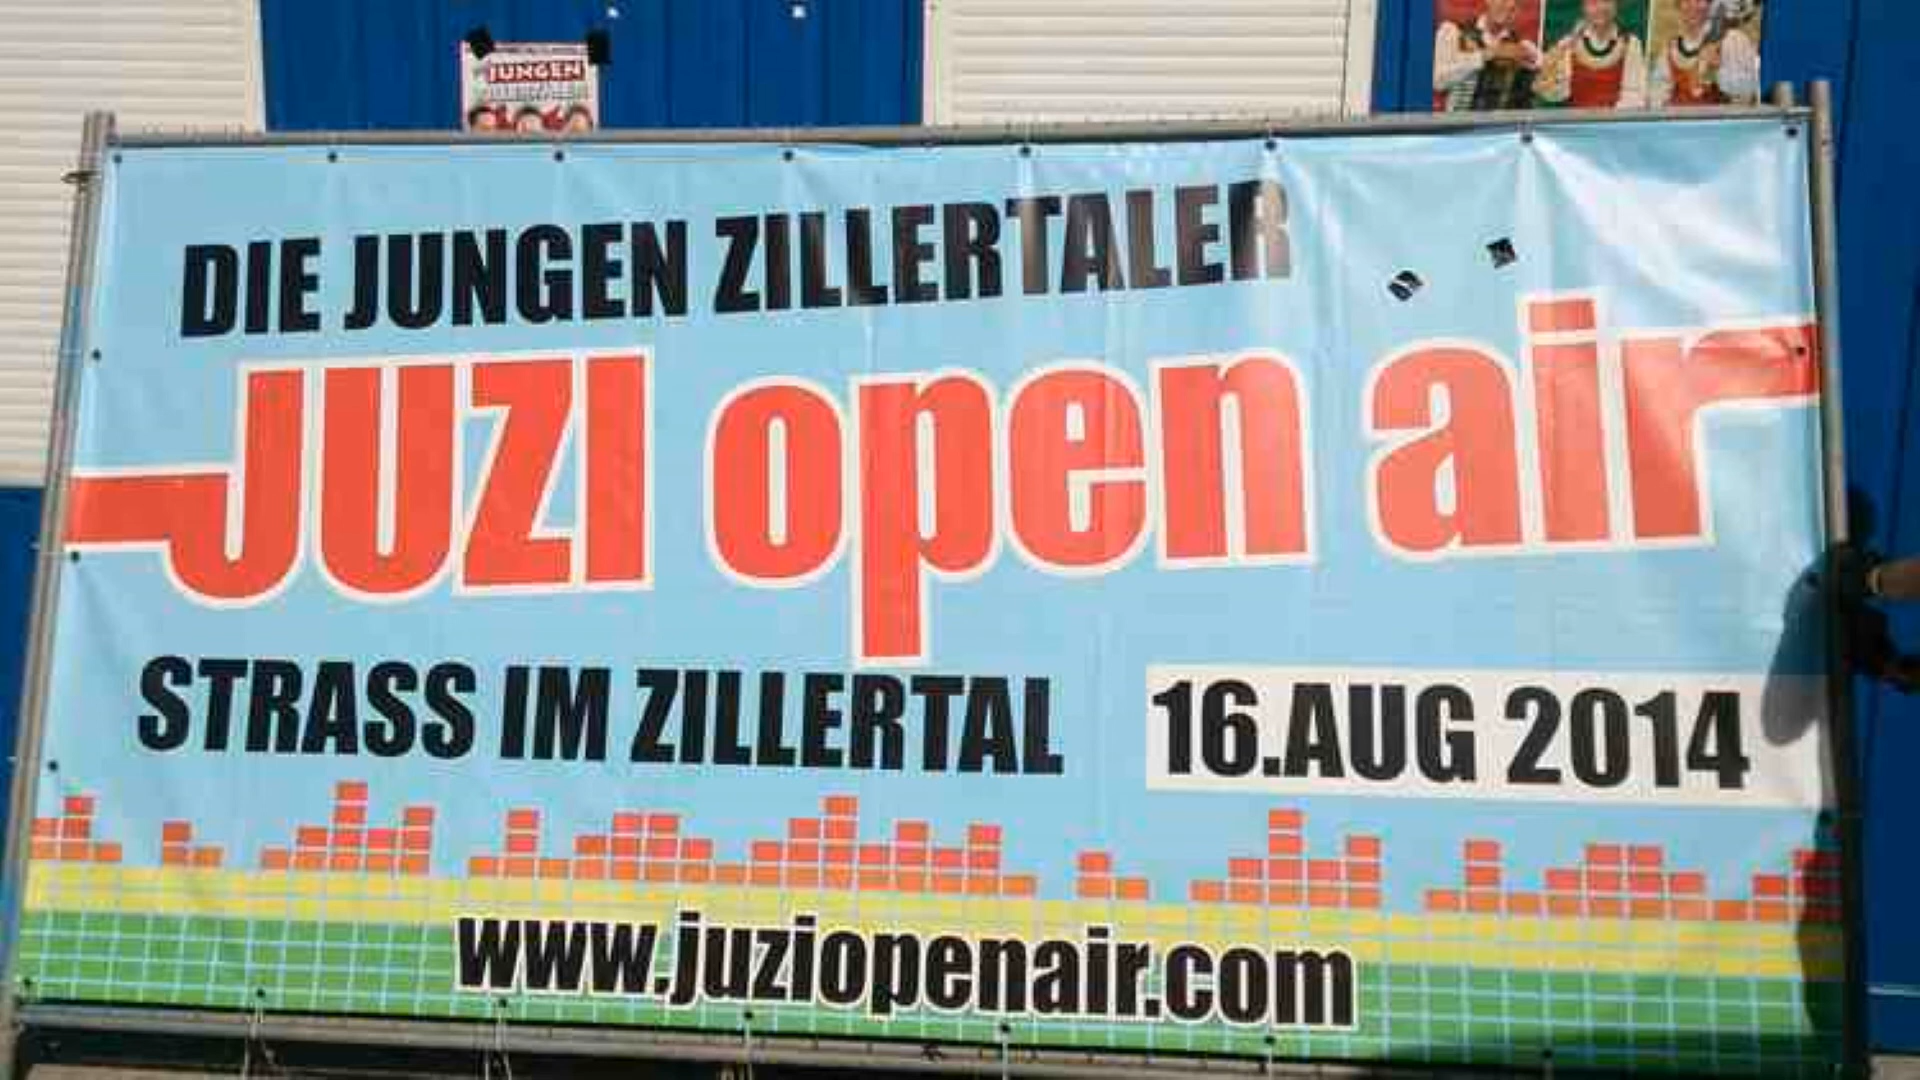 JUNGEN
DIE JUNGEN ZILLERTALER
JUZI open air
STRASS IM ZILLERTAL
16.AUG 2014
www.juziopenair.com